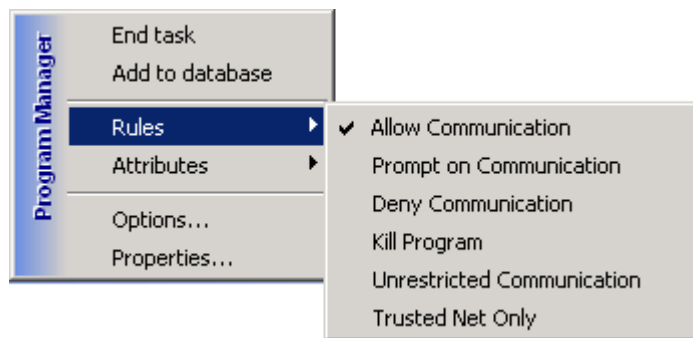 Program Manager
End task
Add to database
Rules
Attributes
Options...
Properties...
Allow Communication
Prompt on Communication
Deny Communication
Kill Program
Unrestricted Communication
Trusted Net Only